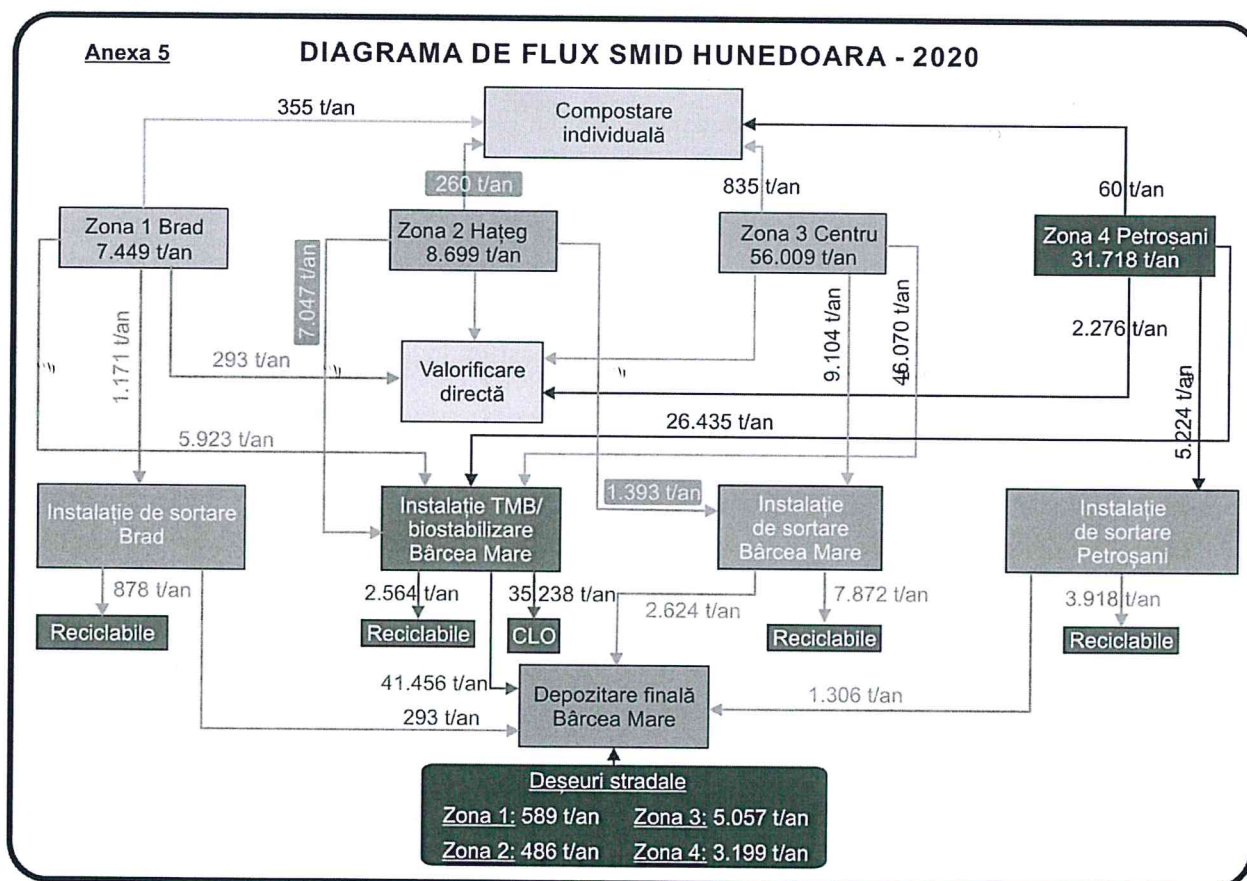 Anexa 5
DIAGRAMA DE FLUX SMID HUNEDOARA - 2020
355 t/an
Compostare
individuală
260 t/an
835 t/an
60 t/an
Zona 1 Brad
7.449 t/an
Zona 2 Hațeg
8.699 t/an
Zona 3 Centru
56.009 t/an
Zona 4 Petroșani
31.718 t/an
1.171 t/an
293 t/an
7.047 t/an
Valorificare
directă
9.104 t/an
46.070 t/an
2.276 t/an
5.224 t/an
5.923 t/an
26.435 t/an
Instalație de sortare
Brad
Instalație TMB/
biostabilizare
Bârcea Mare
1.393 t/an
Instalație
de sortare
Bârcea Mare
Instalație
de sortare
Petroșani
878 t/an
2.564 t/an
35.238 t/an
2.624 t/an
7.872 t/an
3.918 t/an
Reciclabile
Reciclabile
CLO
Reciclabile
Reciclabile
41.456 t/an
293 t/an
Depozitare finală
Bârcea Mare
1.306 t/an
Deșeuri stradale
Zona 1: 589 t/an
Zona 3: 5.057 t/an
Zona 2: 486 t/an
Zona 4: 3.199 t/an